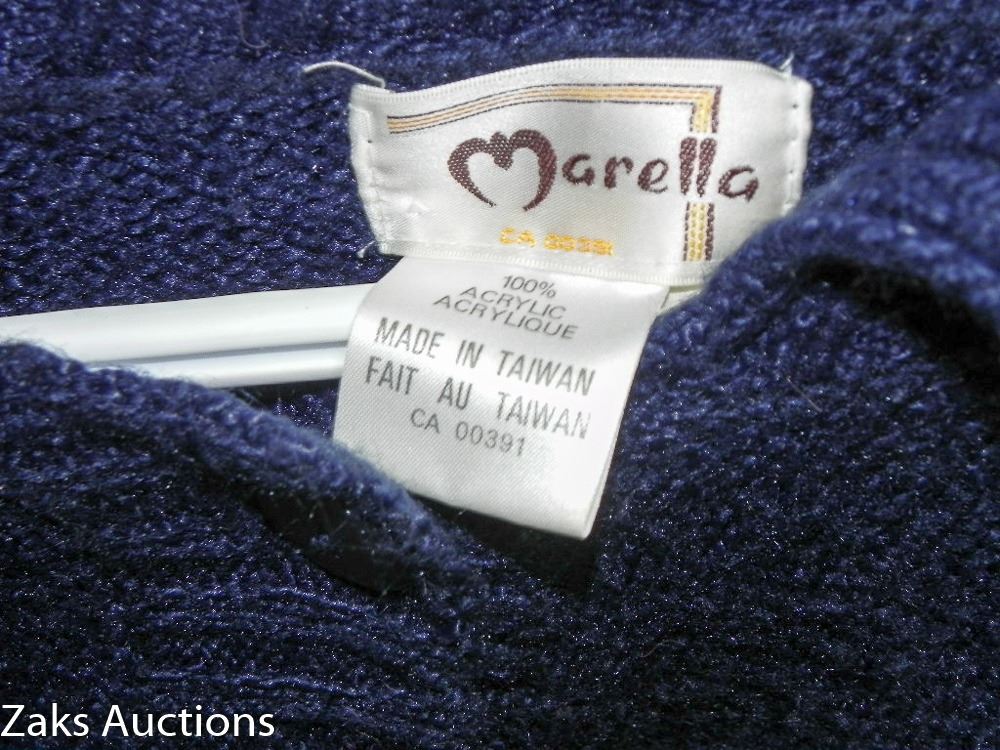 Marella
CA 00391
100%
ACRYLIC
ACRYLIQUE
MADE IN TAIWAN
FAIT AU TAIWAN
CA 00391
Zaks Auctions